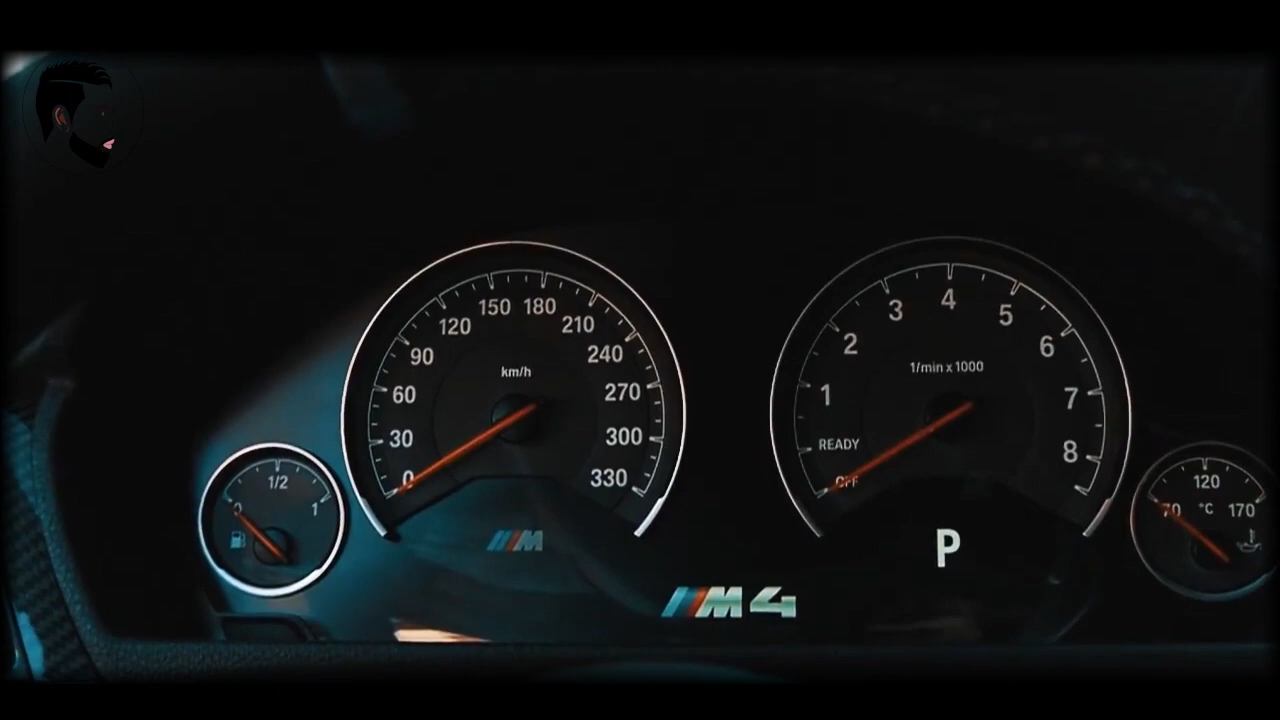 0 30 60 90 120 150 180 210 240 270 300 330
km/h
OFF READY 1 2 3 4 5 6 7 8
1/min x 1000
0 1/2 1
70 120 170
°C
M
P
M4